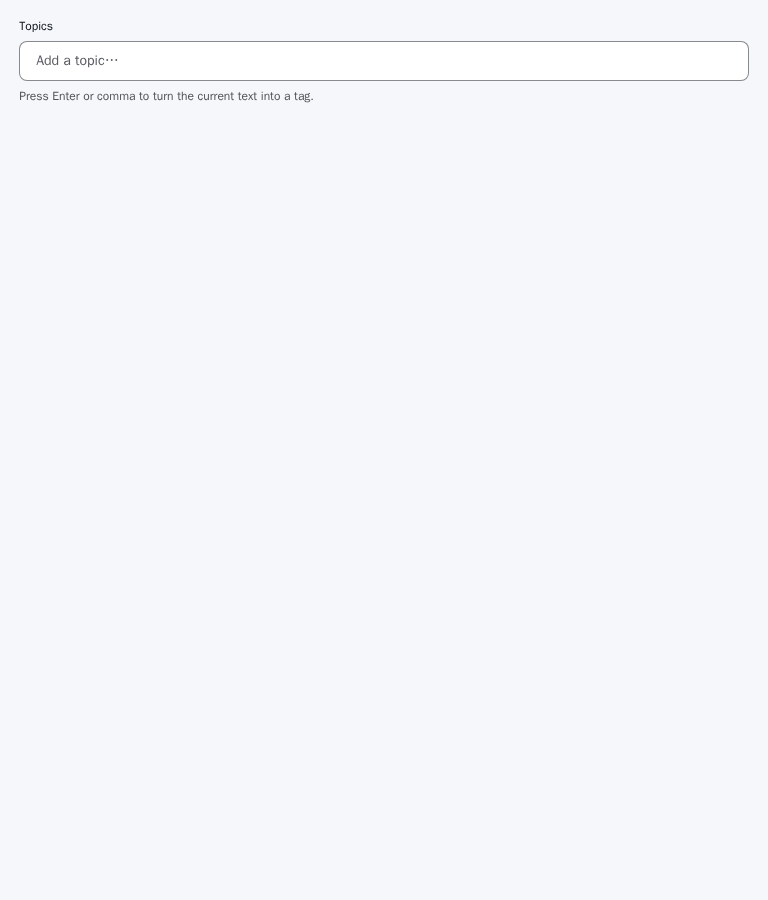 Topics
Add a topic…
Press Enter or comma to turn the current text into a tag.